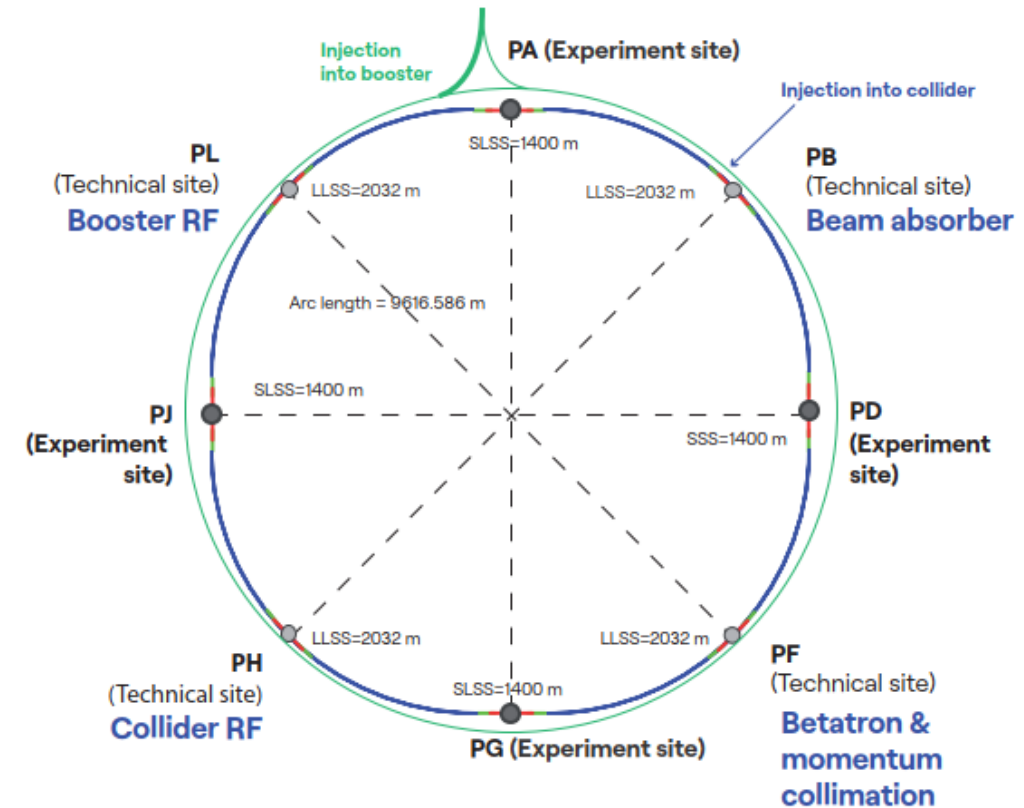 Injection
into booster
PA (Experiment site)
Injection into collider
SLSS=1400 m
PL
(Technical site)
Booster RF
LLSS=2032 m
LLSS=2032 m
PB
(Technical site)
Beam absorber
Arc length = 9616.586 m
SLSS=1400 m
PJ
(Experiment
site)
SSS=1400 m
PD
(Experiment
site)
LLSS=2032 m
LLSS=2032 m
PH
(Technical site)
Collider RF
SLSS=1400 m
PG (Experiment site)
PF
(Technical site)
Betatron &
momentum
collimation